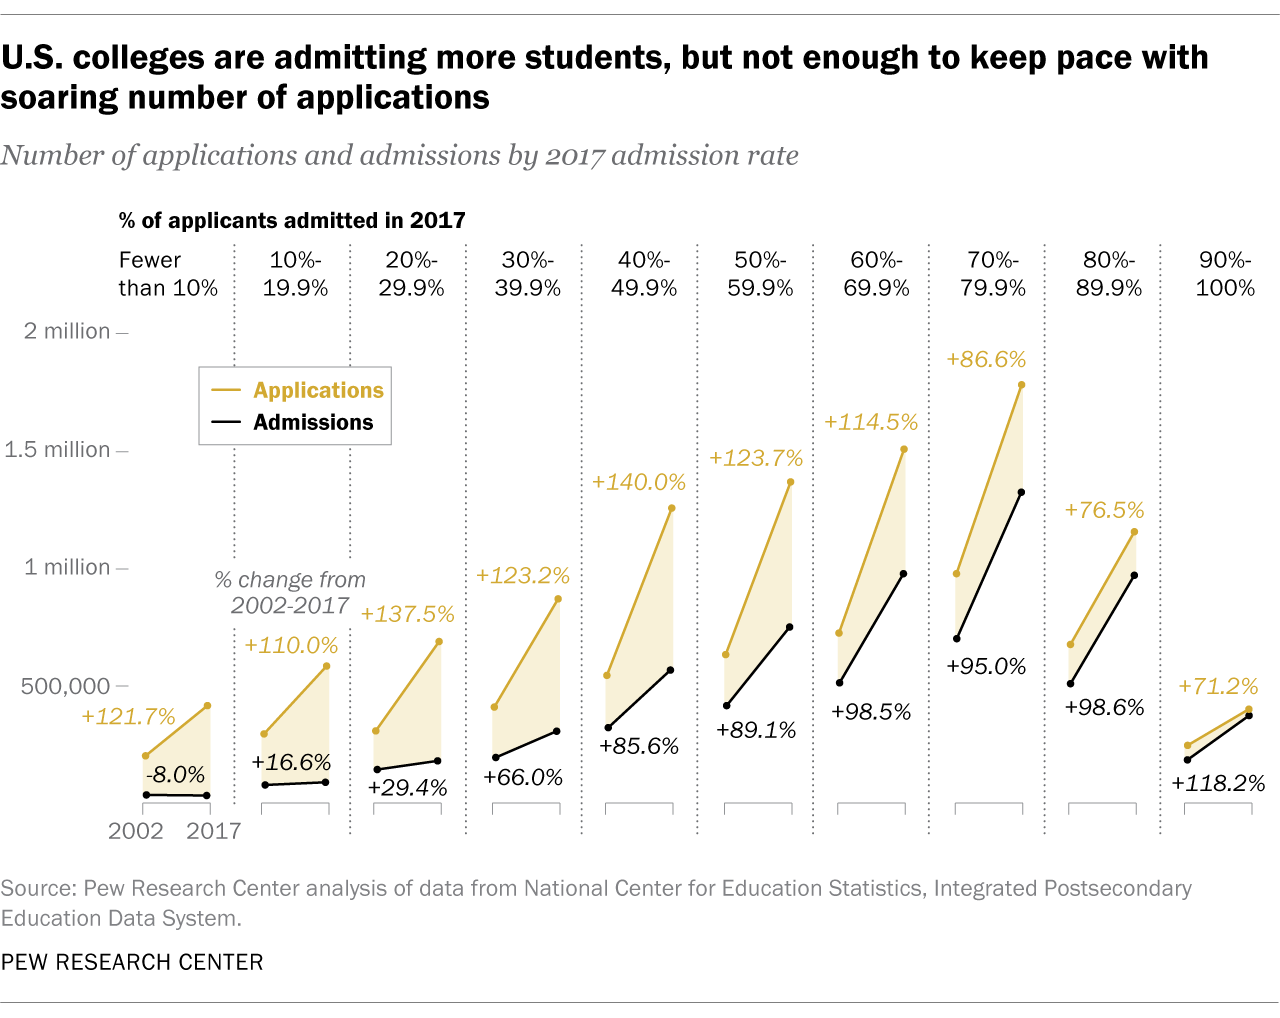 U.S. colleges are admitting more students, but not enough to keep pace with
soaring number of applications
Number of applications and admissions by 2017 admission rate
% of applicants admitted in 2017
Fewer
than 10%
10%-
19.9%
20%-
29.9%
30%-
39.9%
40%-
49.9%
50%-
59.9%
60%-
69.9%
70%-
79.9%
80%-
89.9%
90%-
100%
2 million
1.5 million
1 million
500,000
Applications
Admissions
% change from
2002-2017
+121.7%
-8.0%
+110.0%
+16.6%
+137.5%
+29.4%
+123.2%
+66.0%
+140.0%
+85.6%
+123.7%
+89.1%
+114.5%
+98.5%
+86.6%
+95.0%
+76.5%
+98.6%
+71.2%
+118.2%
2002
2017
Source: Pew Research Center analysis of data from National Center for Education Statistics, Integrated Postsecondary
Education Data System.
PEW RESEARCH CENTER